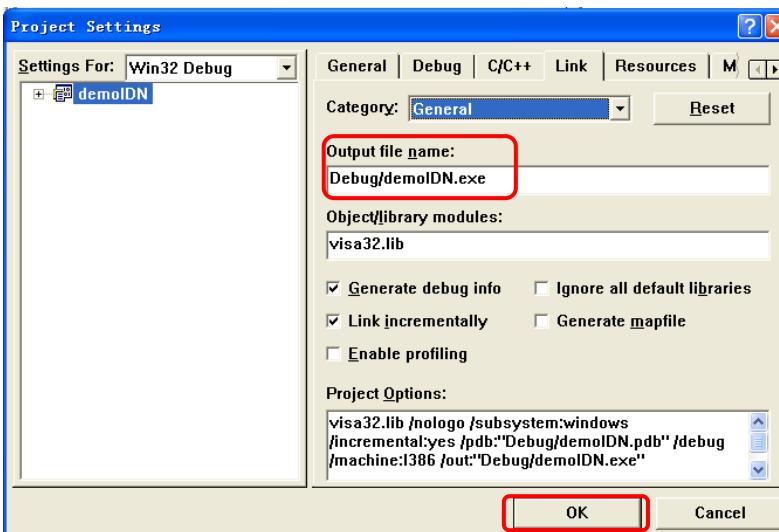 Project Settings
?
Settings For: Win32 Debug
General Debug C/C++ Link Resources M
demoIDN
Category: General Reset
Output file name:
Debug/demoIDN.exe
Object/library modules:
visa32.lib
Generate debug info Ignore all default libraries
Link incrementally Generate mapfile
Enable profiling
Project Options:
visa32.lib /nologo /subsystem:windows
/incremental:yes /pdb:"Debug/demoIDN.pdb" /debug
/machine:I386 /out:"Debug/demoIDN.exe"
OK Cancel